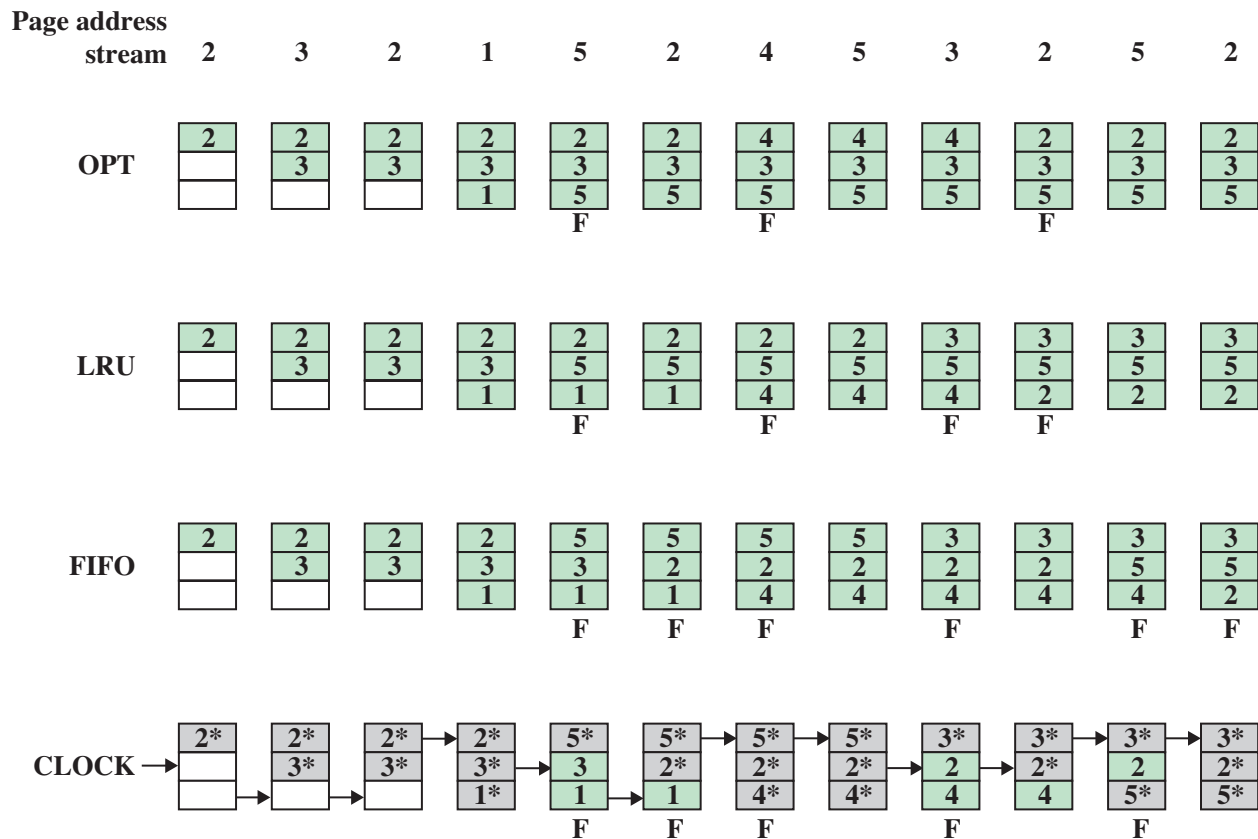 Page address
stream 2 3 2 1 5 2 4 5 3 2 5 2
2 2 2 2 2 2 4 4 4 2 2 2
OPT 3 3 3 3 3 3 3 3 3 3 3
1 5 5 5 5 5 5 5 5
F F F
2 2 2 2 2 2 2 2 3 3 3 3
LRU 3 3 3 5 5 5 5 5 5 5 5
1 1 1 4 4 4 2 2 2
F F F F
2 2 2 2 5 5 5 5 3 3 3 3
FIFO 3 3 3 3 2 2 2 2 2 5 5
1 1 1 4 4 4 4 4 2
F F F F F F
2* 2* 2* 2* 5* 5* 5* 5* 3* 3* 3* 3*
CLOCK 3* 3* 3* 3 2* 2* 2* 2 2* 2 2*
1* 1 1 4* 4* 4 4 5* 5*
F F F F F